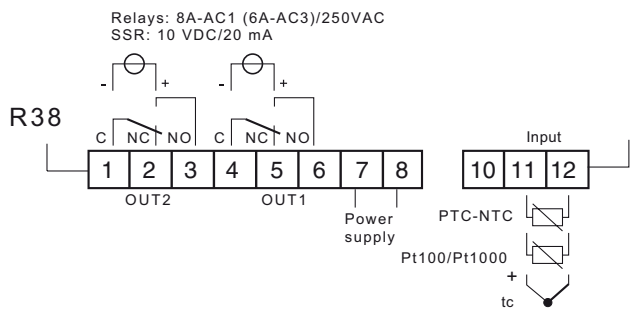 Relays: 8A-AC1 (6A-AC3)/250VAC
SSR: 10 VDC/20 mA
- + - +
R38
C NC NO C NC NO Input
1 2 3 4 5 6 7 8 10 11 12
OUT2 OUT1
Power
supply
PTC-NTC
Pt100/Pt1000
+
tc